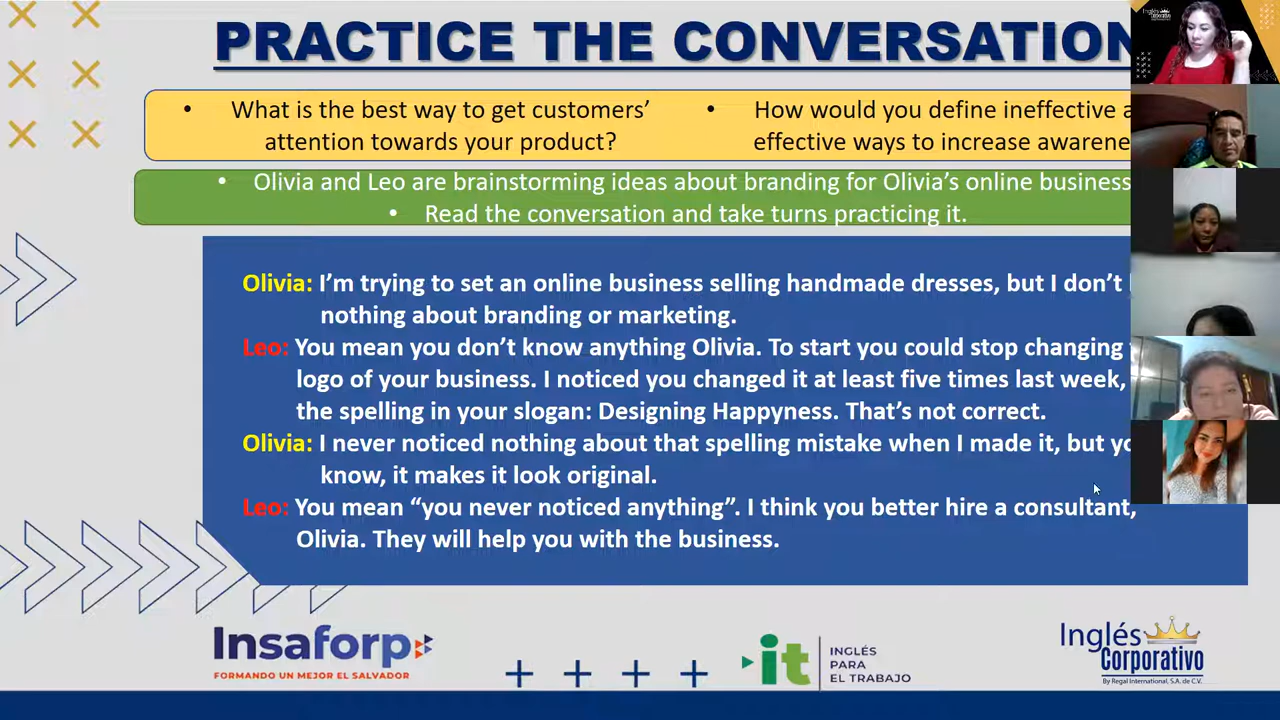 PRACTICE THE CONVERSATION
• What is the best way to get customers’
attention towards your product?
• How would you define ineffective
effective ways to increase
• Olivia and Leo are brainstorming ideas about branding for Olivia’s online business
• Read the conversation and take turns practicing it.
Olivia: I’m trying to set an online business selling handmade dresses, but I don’t
nothing about branding or marketing.
Leo: You mean you don’t know anything Olivia. To start you could stop changing
logo of your business. I noticed you changed it at least five times last week,
the spelling in your slogan: Designing Happyness. That’s not correct.
Olivia: I never noticed nothing about that spelling mistake when I made it, but
know, it makes it look original.
Leo: You mean “you never noticed anything”. I think you better hire a consultant,
Olivia. They will help you with the business.
Insaforp
FORMANDO UN MEJOR EL SALVADOR
it
INGLÉS
PARA
EL TRABAJO
Inglés
Corporativo
By Regal International, S.A. de C.V.
Inglés
Corporativo